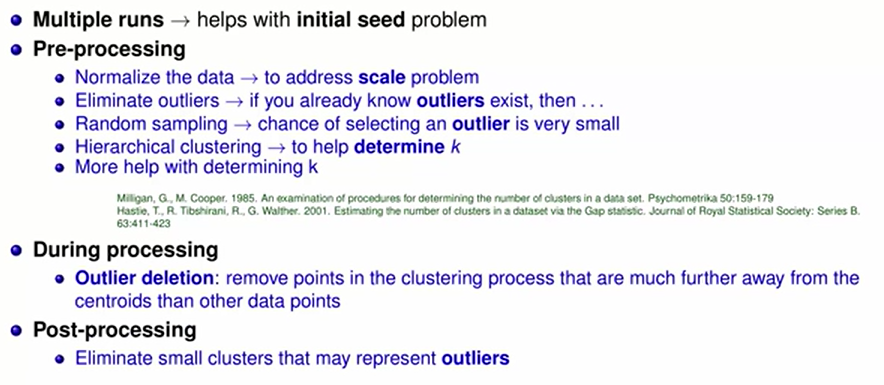 Multiple runs → helps with initial seed problem
Pre-processing
Normalize the data → to address scale problem
Eliminate outliers → if you already know outliers exist, then . . .
Random sampling → chance of selecting an outlier is very small
Hierarchical clustering → to help determine k
More help with determining k
Milligan, G., M. Cooper. 1985. An examination of procedures for determining the number of clusters in a data set. Psychometrika 50:159-179
Hastie, T., R. Tibshirani, R., G. Walther. 2001. Estimating the number of clusters in a dataset via the Gap statistic. Journal of Royal Statistical Society: Series B.
63:411-423
During processing
Outlier deletion: remove points in the clustering process that are much further away from the
centroids than other data points
Post-processing
Eliminate small clusters that may represent outliers